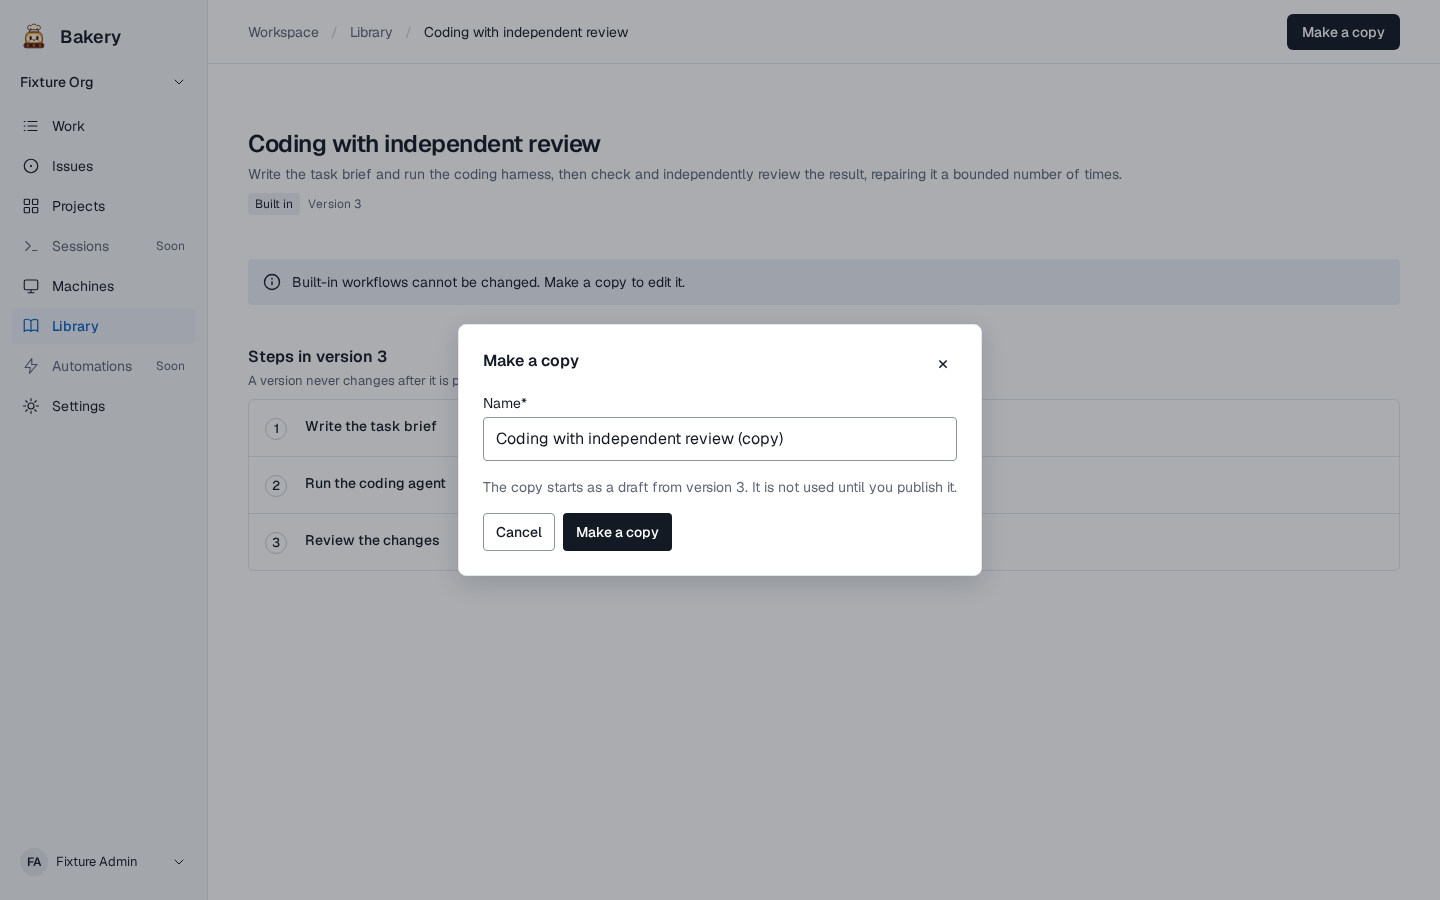 Bakery
Fixture Org
Work
Issues
Projects
Sessions Soon
Machines
Library
Automations Soon
Settings
FA Fixture Admin
Workspace / Library / Coding with independent review
Make a copy
Coding with independent review
Write the task brief and run the coding harness, then check and independently review the result, repairing it a bounded number of times.
Built in Version 3
Built-in workflows cannot be changed. Make a copy to edit it.
Steps in version 3
A version never changes after it is
1 Write the task brief
2 Run the coding agent
3 Review the changes
Make a copy
Name*
Coding with independent review (copy)
The copy starts as a draft from version 3. It is not used until you publish it.
Cancel Make a copy